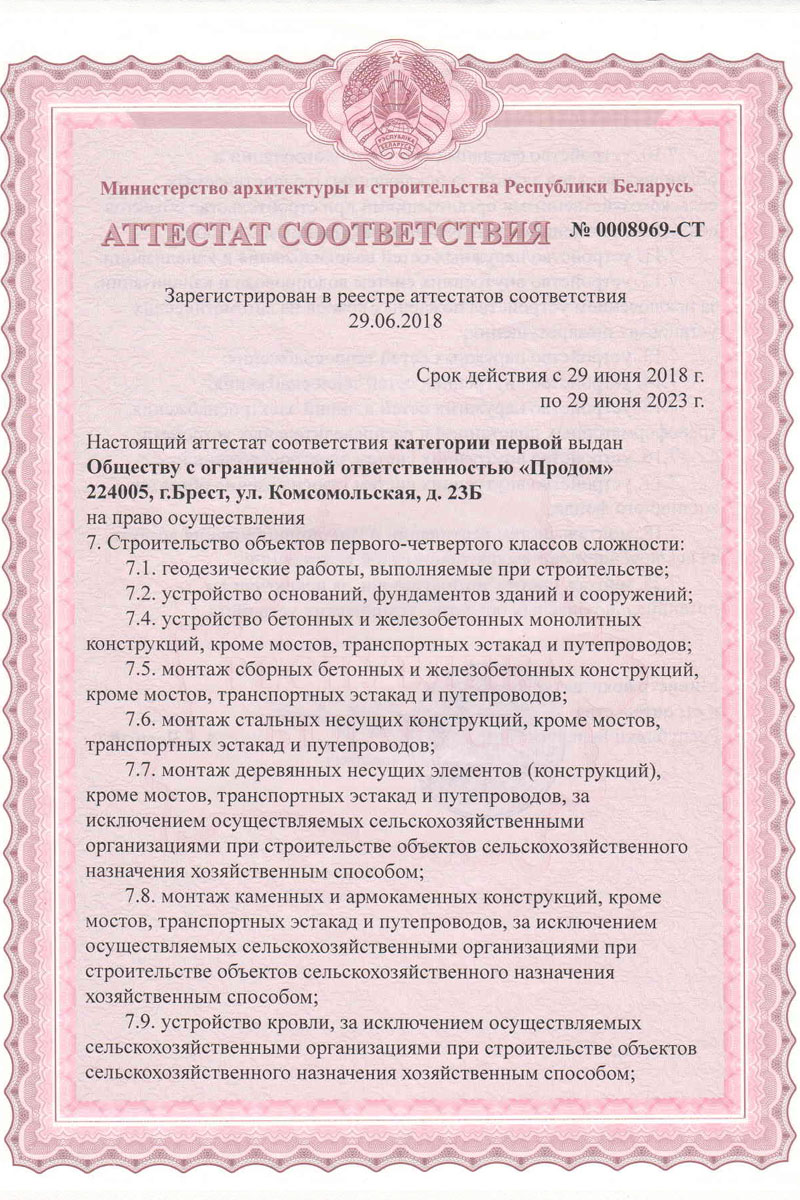 РЭСПУБЛІКА
БЕЛАРУСЬ
Министерство архитектуры и строительства Республики Беларусь
АТТЕСТАТ СООТВЕТСТВИЯ № 0008969-СТ
Зарегистрирован в реестре аттестатов соответствия
29.06.2018
Срок действия с 29 июня 2018 г.
по 29 июня 2023 г.
Настоящий аттестат соответствия категории первой выдан
Обществу с ограниченной ответственностью «Продом»
224005, г.Брест, ул. Комсомольская, д. 23Б
на право осуществления
7. Строительство объектов первого-четвертого классов сложности:
7.1. геодезические работы, выполняемые при строительстве;
7.2. устройство оснований, фундаментов зданий и сооружений;
7.4. устройство бетонных и железобетонных монолитных
конструкций, кроме мостов, транспортных эстакад и путепроводов;
7.5. монтаж сборных бетонных и железобетонных конструкций,
кроме мостов, транспортных эстакад и путепроводов;
7.6. монтаж стальных несущих конструкций, кроме мостов,
транспортных эстакад и путепроводов;
7.7. монтаж деревянных несущих элементов (конструкций),
кроме мостов, транспортных эстакад и путепроводов, за
исключением осуществляемых сельскохозяйственными
организациями при строительстве объектов сельскохозяйственного
назначения хозяйственным способом;
7.8. монтаж каменных и армокаменных конструкций, кроме
мостов, транспортных эстакад и путепроводов, за исключением
осуществляемых сельскохозяйственными организациями при
строительстве объектов сельскохозяйственного назначения
хозяйственным способом;
7.9. устройство кровли, за исключением осуществляемых
сельскохозяйственными организациями при строительстве объектов
сельскохозяйственного назначения хозяйственным способом;